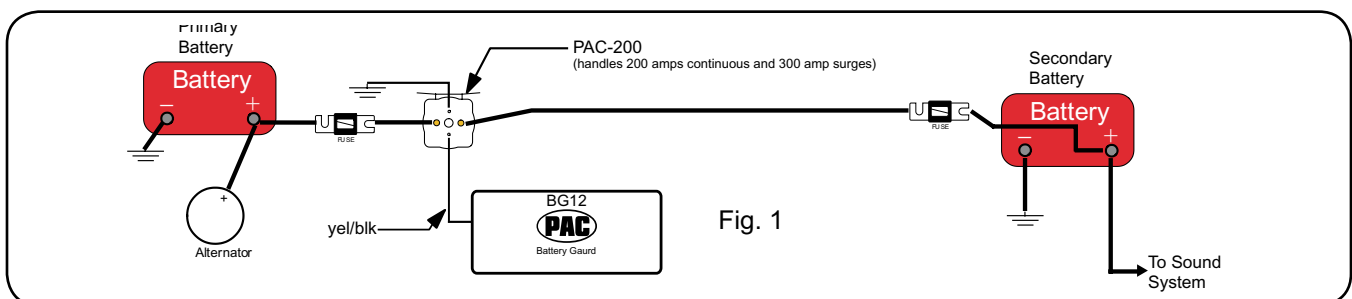 Primary
Battery
Battery
–
+
FUSE
Alternator
+
PAC-200
(handles 200 amps continuous and 300 amp surges)
yel/blk
BG12
PAC
Battery Gaurd
Fig. 1
FUSE
Secondary
Battery
Battery
–
+
To Sound
System